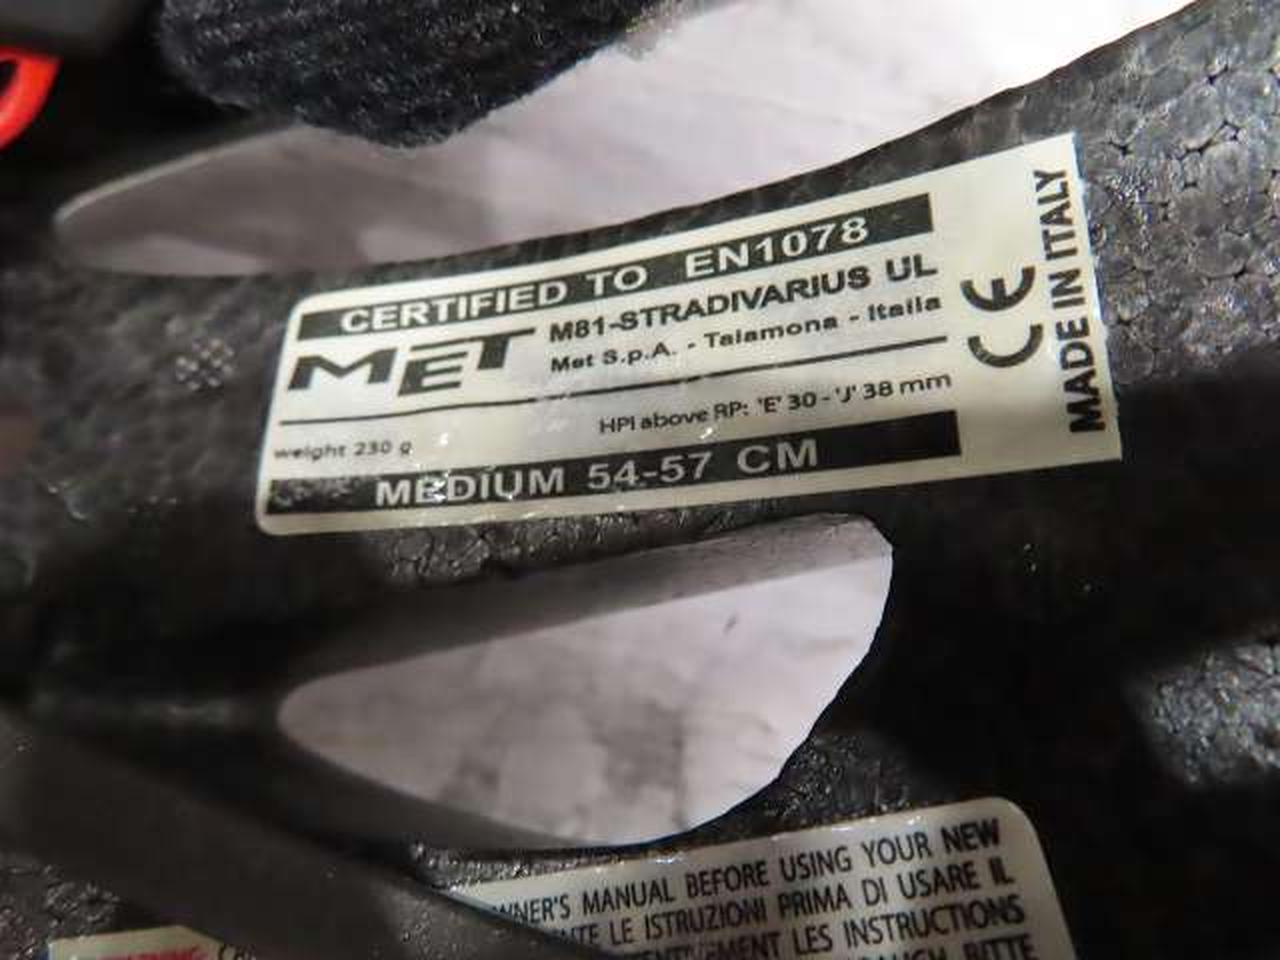 CERTIFIED TO EN1078
MET
M81-STRADIVARIUS UL
Met S.p.A. - Talamona - Italia
weight 230 g
HPI above RP: 'E' 30 - 'J' 38 mm
MEDIUM 54-57 CM
CE
MADE IN ITALY
MANUAL BEFORE USING YOUR NEW
LE ISTRUZIONI PRIMA DI USARE IL
LES INSTRUCTIONS
BITTE
WARNING